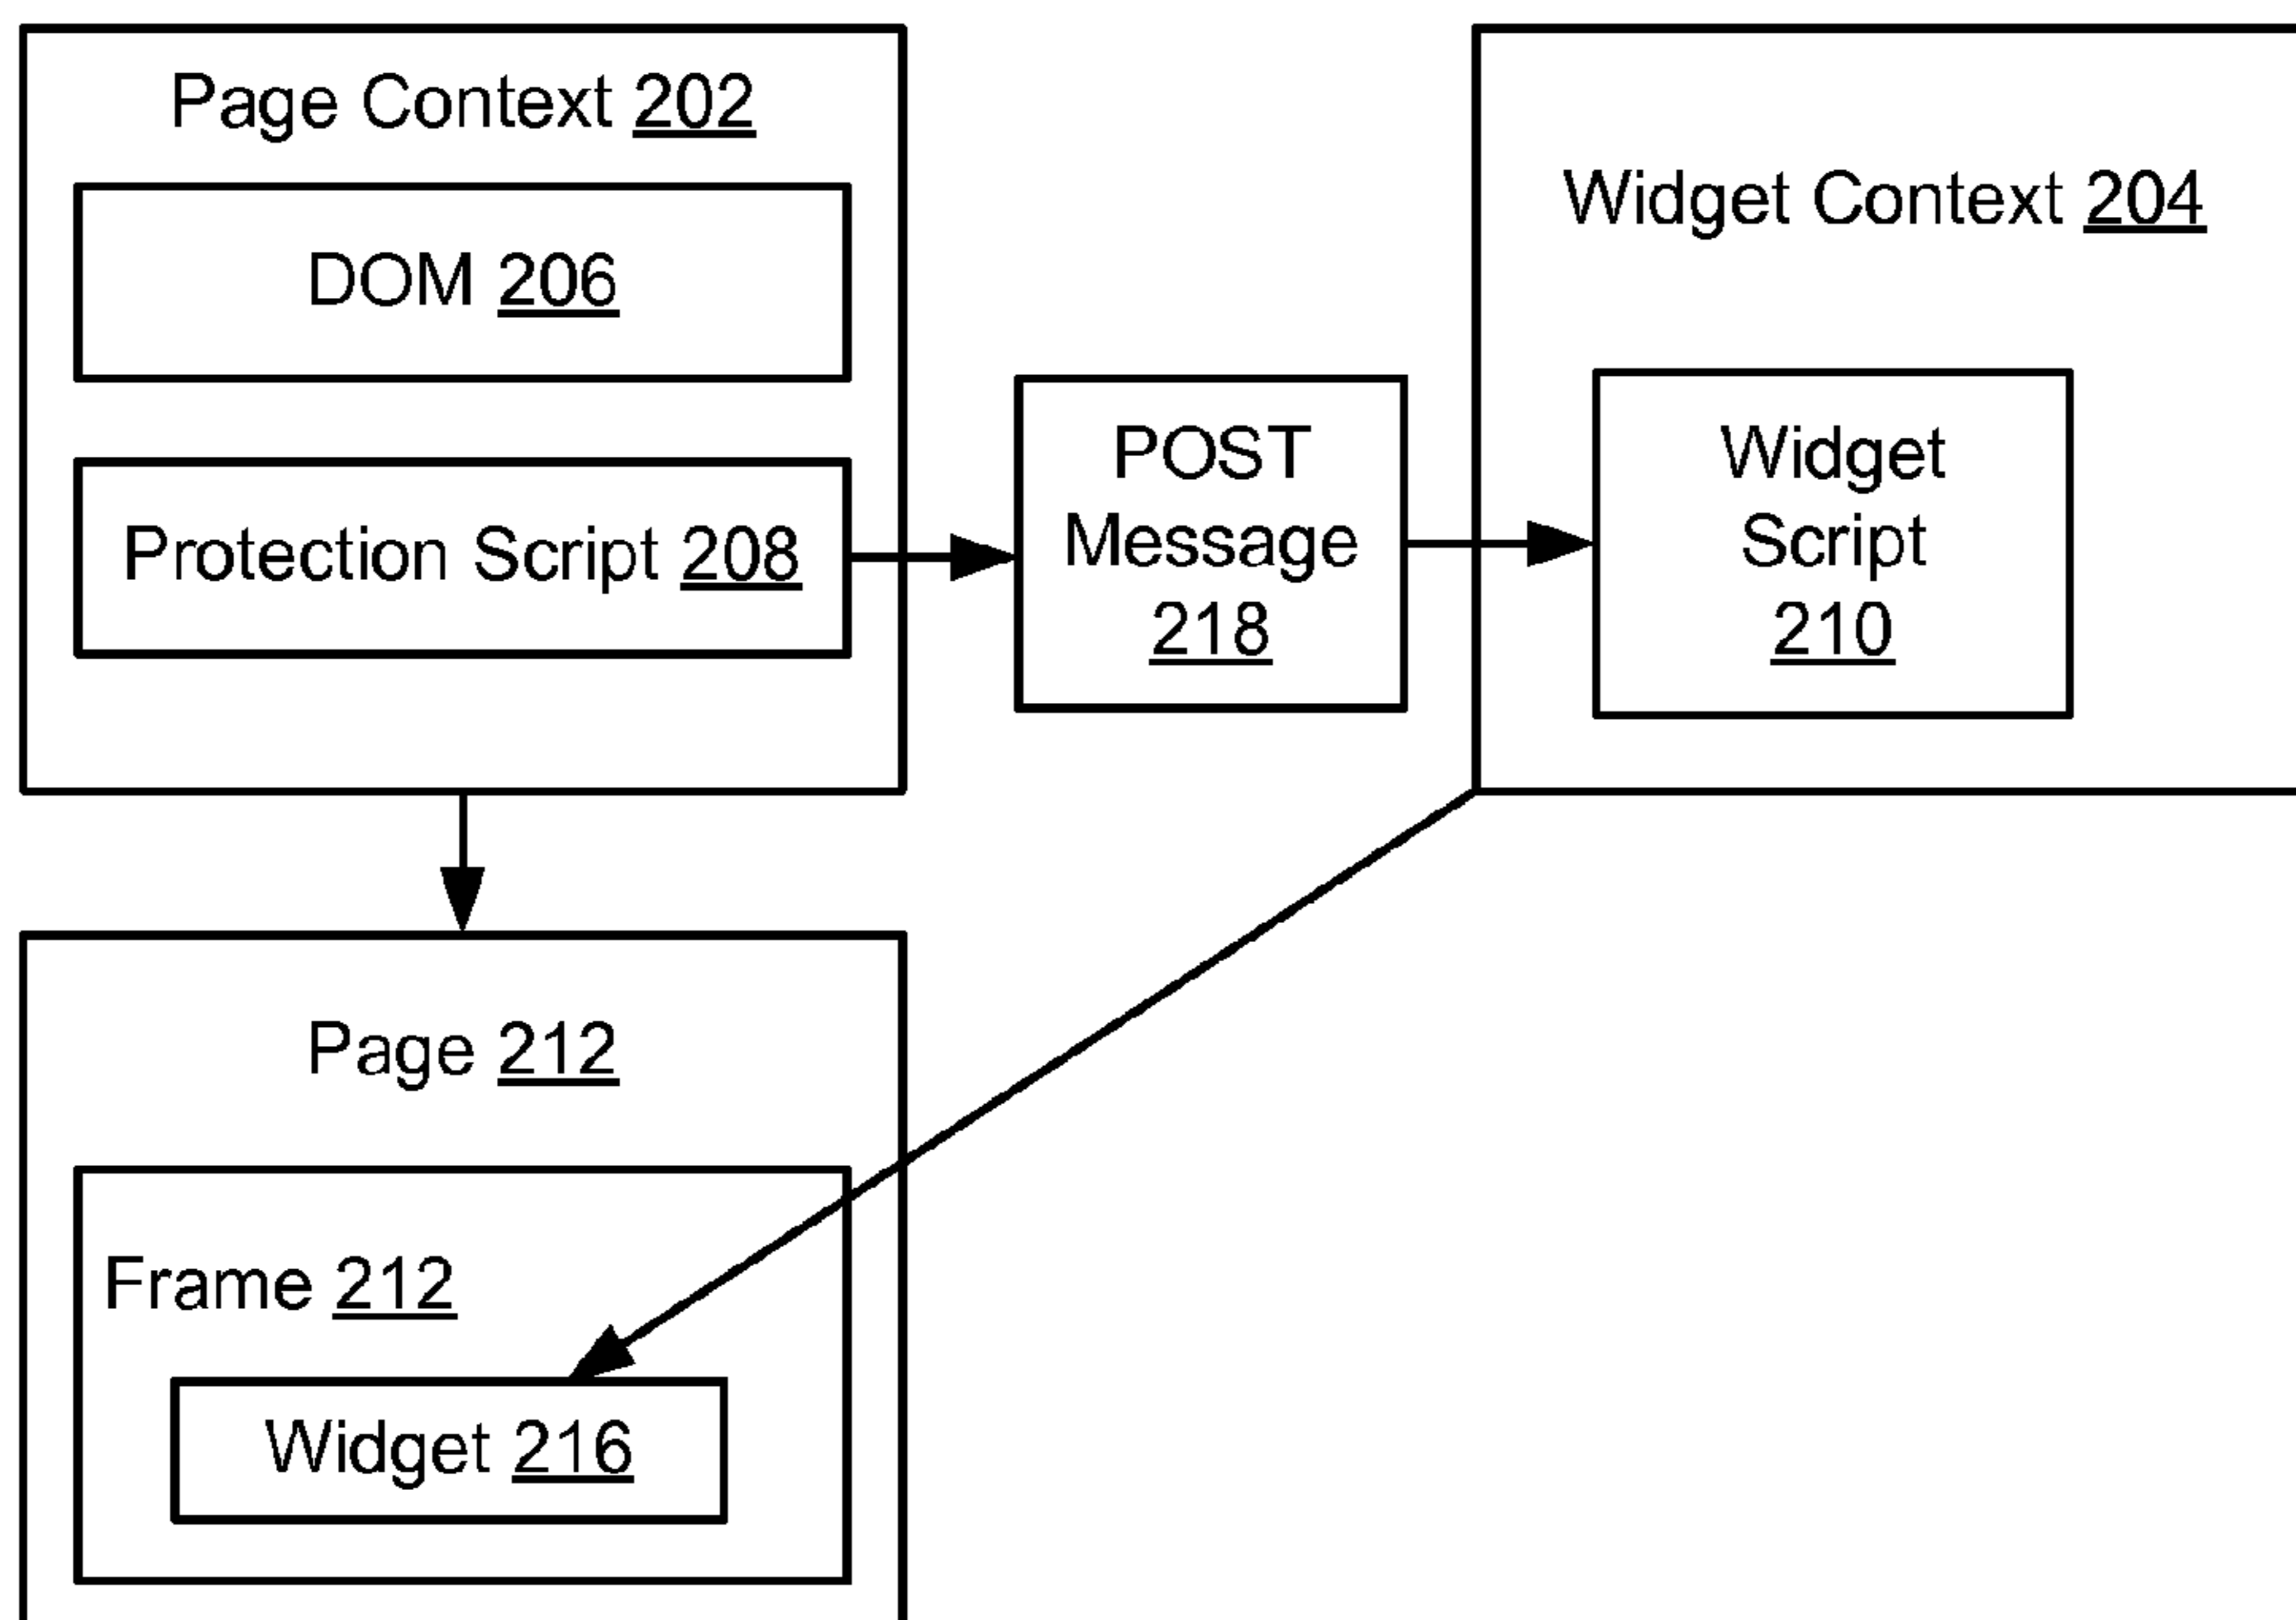 Page Context 202
DOM 206
Protection Script 208
POST
Message
218
Widget Context 204
Widget
Script
210
Page 212
Frame 212
Widget 216